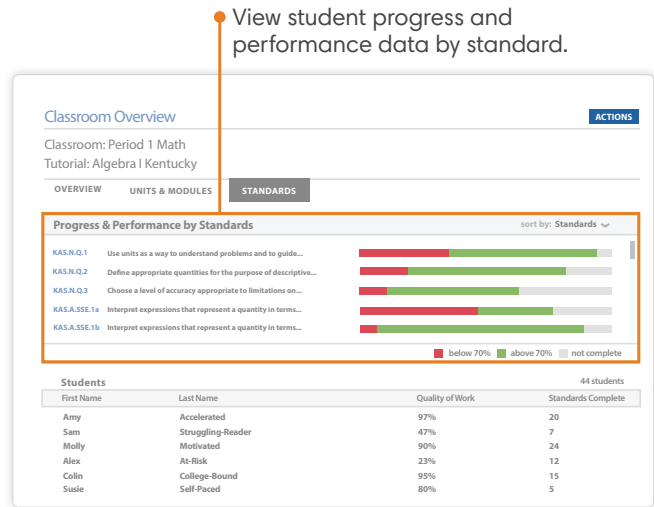 View student progress and
performance data by standard.
Classroom Overview
ACTIONS
Classroom: Period 1 Math
Tutorial: Algebra I Kentucky
OVERVIEW UNITS & MODULES STANDARDS
Progress & Performance by Standards sort by: Standards
KAS.N.Q.1 Use units as a way to understand problems and to guide...
KAS.N.Q.2 Define appropriate quantities for the purpose of descriptive...
KAS.N.Q.3 Choose a level of accuracy appropriate to limitations on...
KAS.A.SSE.1a Interpret expressions that represent a quantity in terms...
KAS.A.SSE.1b Interpret expressions that represent a quantity in terms...
below 70% above 70% not complete
Students 44 students
First Name Last Name Quality of Work Standards Complete
Amy Accelerated 97% 20
Sam Struggling-Reader 47% 7
Molly Motivated 90% 24
Alex At-Risk 23% 12
Colin College-Bound 95% 15
Susie Self-Paced 80% 5